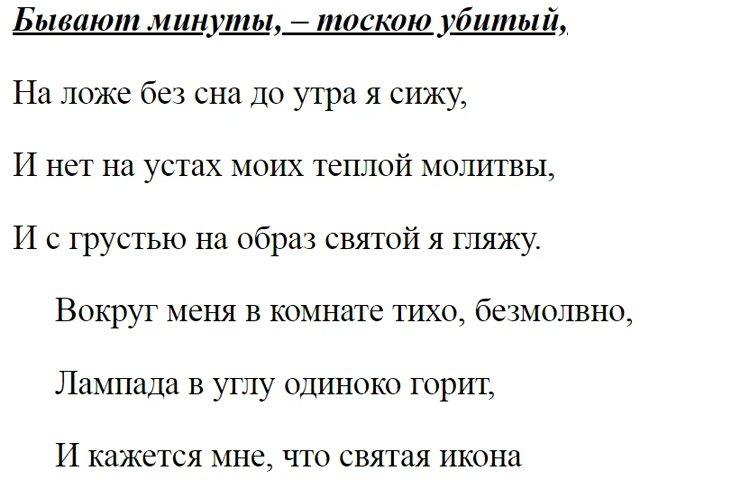 Бывают минуты, – тоскою убитый,
На ложе без сна до утра я сижу,
И нет на устах моих теплой молитвы,
И с грустью на образ святой я гляжу.
Вокруг меня в комнате тихо, безмолвно,
Лампада в углу одиноко горит,
И кажется мне, что святая икона